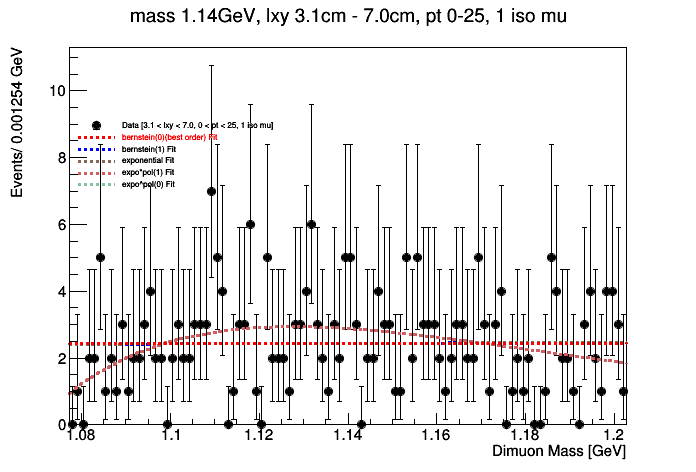 mass 1.14GeV, lxy 3.1cm - 7.0cm, pt 0-25, 1 iso mu
Events/ 0.001254 GeV
10
8
6
4
2
0
Data [3.1 < lxy < 7.0, 0 < pt < 25, 1 iso mu]
bernstein(0)(best order) Fit
bernstein(1) Fit
exponential Fit
expo*pol(1) Fit
expo*pol(0) Fit
1.08 1.1 1.12 1.14 1.16 1.18 1.2
Dimuon Mass [GeV]